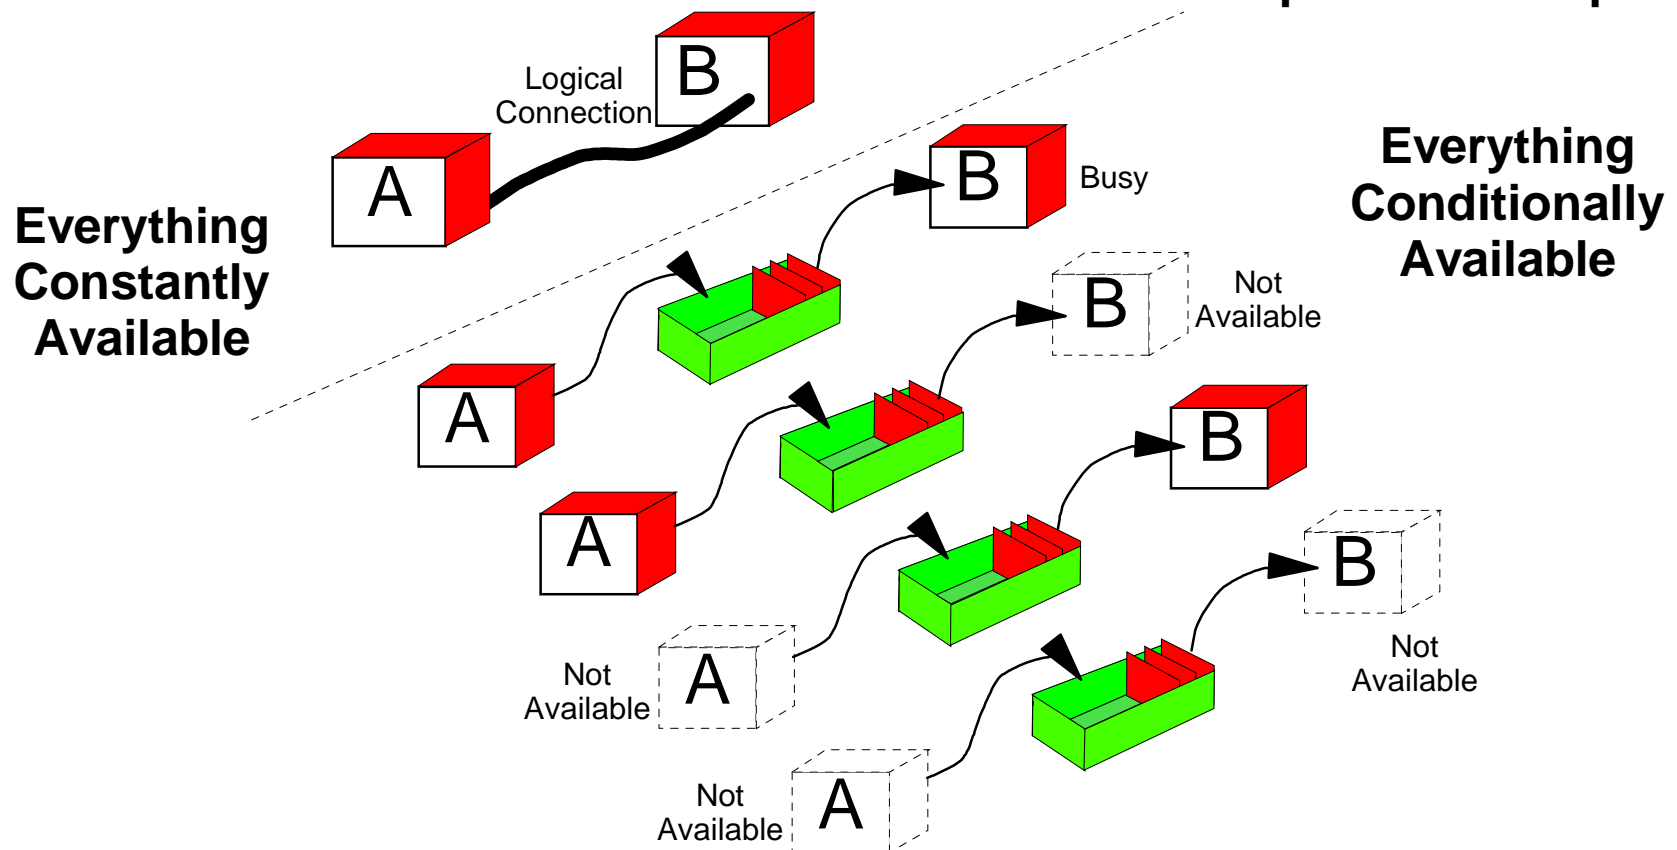 B
Logical
Connection
A
Everything
Constantly
Available
Everything
Conditionally
Available
B
Busy
A
B
Not
Available
A
B
Not
Available
A
B
Not
Available
Not
Available
A